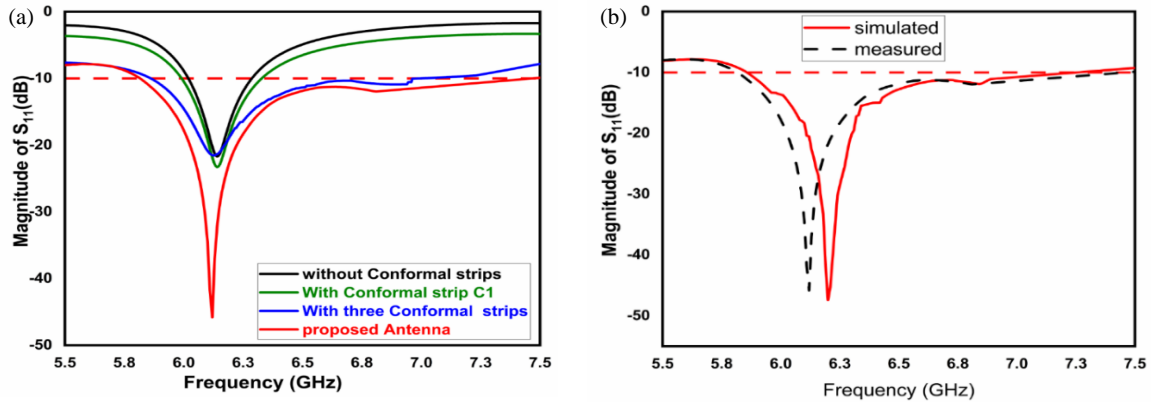 (a)
0
-10
-20
-30
-40
-50
Magnitude of S11(dB)
without Conformal strips
With Conformal strip C1
With three Conformal strips
proposed Antenna
5.5 5.8 6.0 6.3 6.5 6.8 7.0 7.3 7.5
Frequency (GHz)
(b)
0
-10
-20
-30
-40
-50
Magnitude of S11(dB)
simulated
measured
5.5 5.8 6.0 6.3 6.5 6.8 7.0 7.3 7.5
Frequency (GHz)